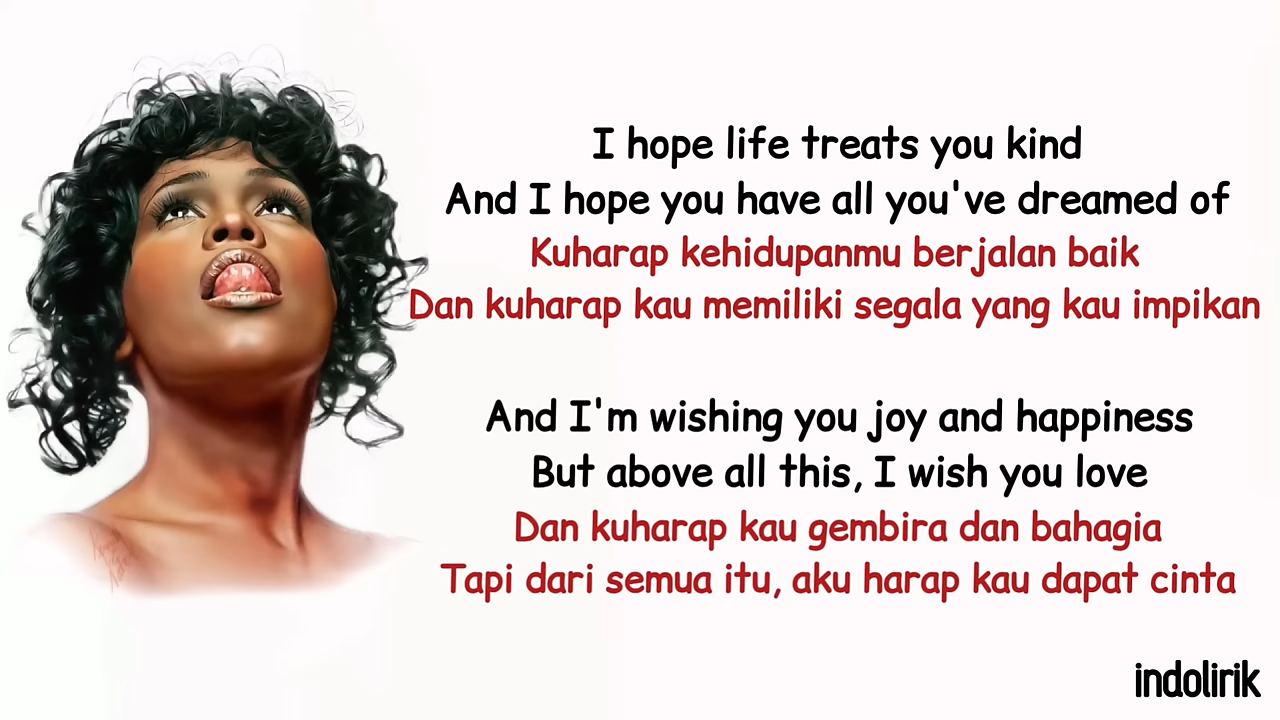 I hope life treats you kind
And I hope you have all you've dreamed of
Kuharap kehidupanmu berjalan baik
Dan kuharap kau memiliki segala yang kau impikan
And I'm wishing you joy and happiness
But above all this, I wish you love
Dan kuharap kau gembira dan bahagia
Tapi dari semua itu, aku harap kau dapat cinta
indolirik